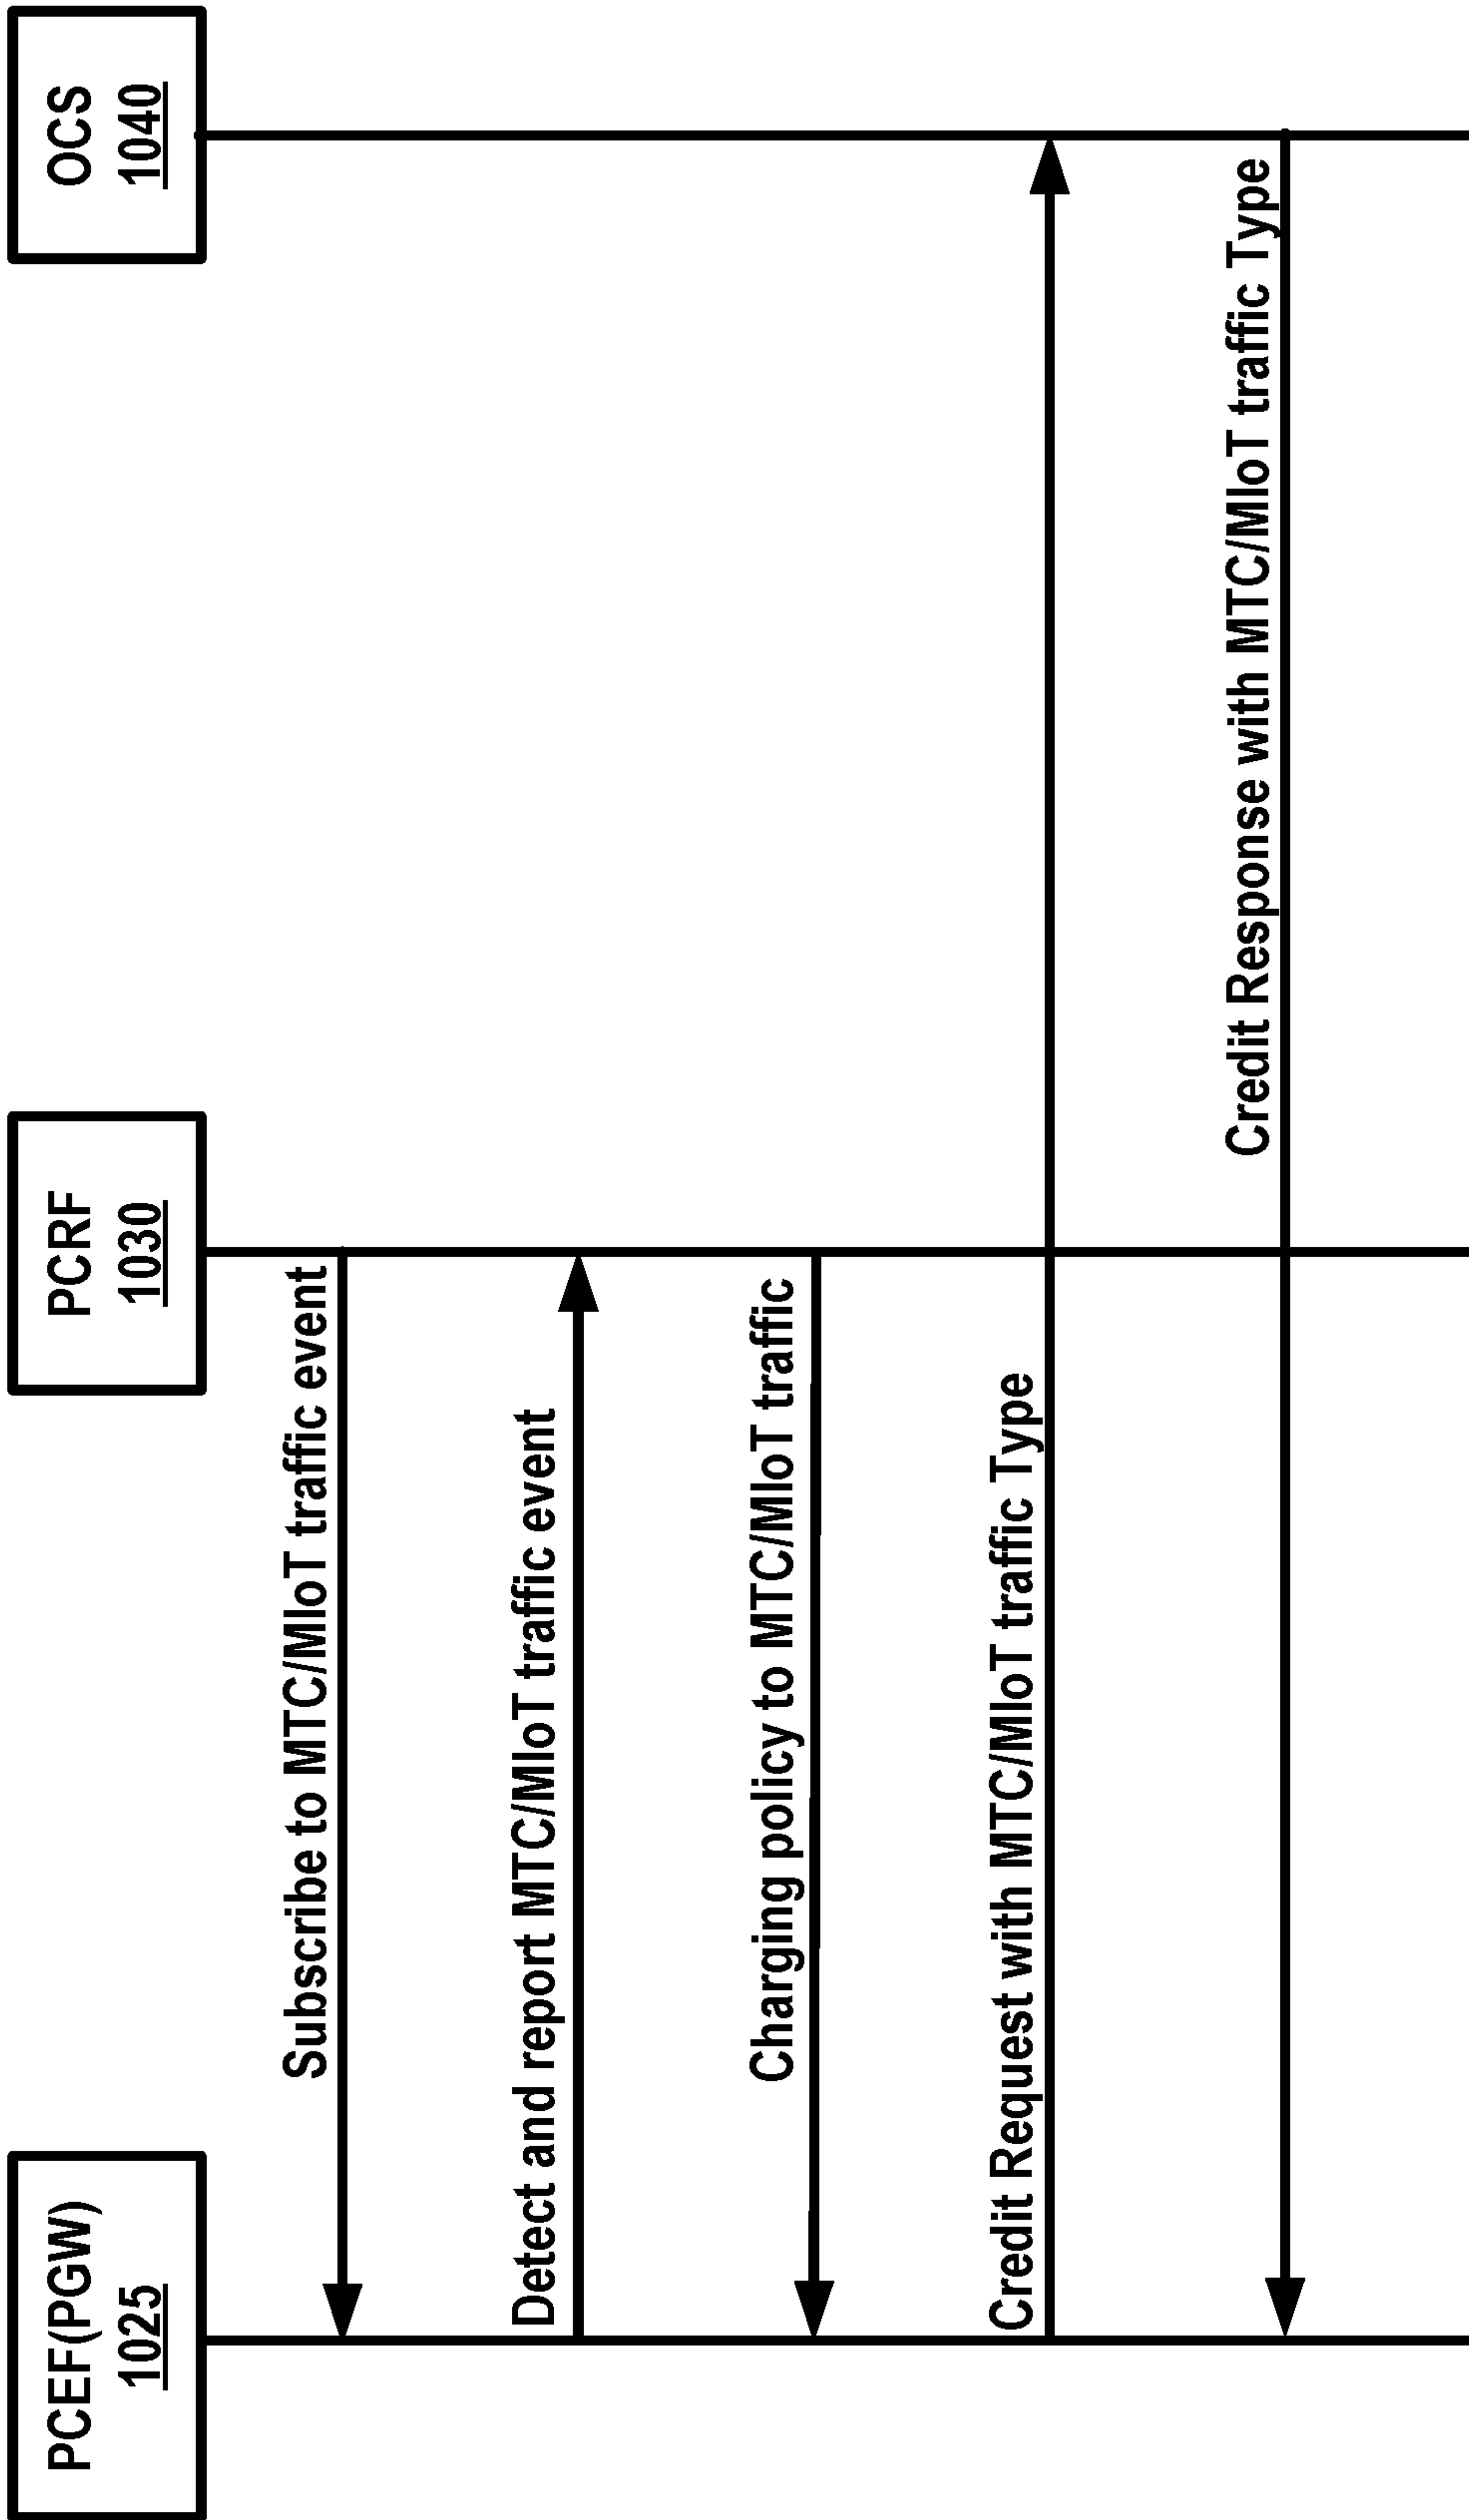 PCEF(PGW)
1025
PCRF
1030
OCS
1040
Subscribe to MTC/MIoT traffic event
Detect and report MTC/MIoT traffic event
Charging policy to MTC/MIoT traffic
Credit Request with MTC/MIoT traffic Type
Credit Response with MTC/MIoT traffic Type